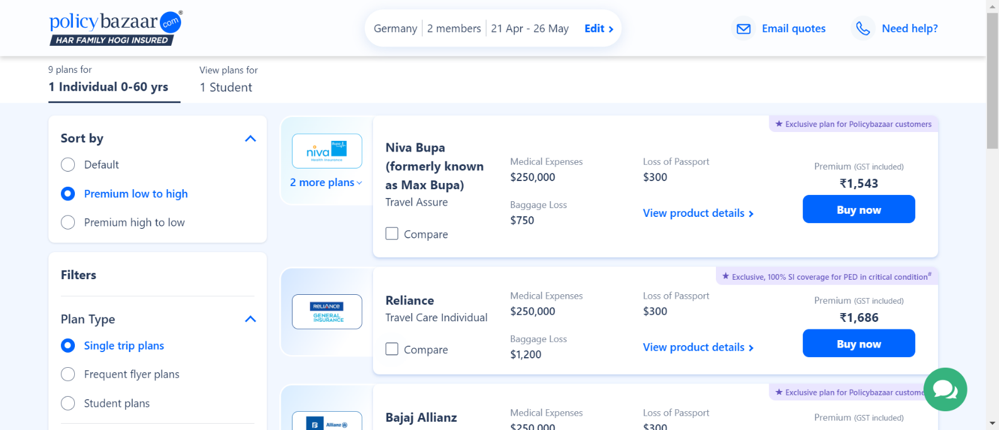 policybazaar.com®
HAR FAMILY HOGI INSURED
Germany
2 members
21 Apr - 26 May
Edit
Email quotes
Need help?
9 plans for
1 Individual 0-60 yrs
View plans for
1 Student
Sort by
Default
Premium low to high
Premium high to low
Filters
Plan Type
Single trip plans
Frequent flyer plans
Student plans
niva Bupa
Health Insurance
2 more plans
★ Exclusive plan for Policybazaar customers
Niva Bupa
(formerly known
as Max Bupa)
Travel Assure
Compare
Medical Expenses
$250,000
Baggage Loss
$750
Loss of Passport
$300
View product details
Premium (GST included)
₹1,543
Buy now
RELIANCE
GENERAL
INSURANCE
★ Exclusive, 100% SI coverage for PED in critical condition#
Reliance
Travel Care Individual
Compare
Medical Expenses
$250,000
Baggage Loss
$1,200
Loss of Passport
$300
View product details
Premium (GST included)
₹1,686
Buy now
Allianz
★ Exclusive plan for Policybazaar custome
Bajaj Allianz
Medical Expenses
$250,000
Loss of Passport
$300
Premium (GST included)